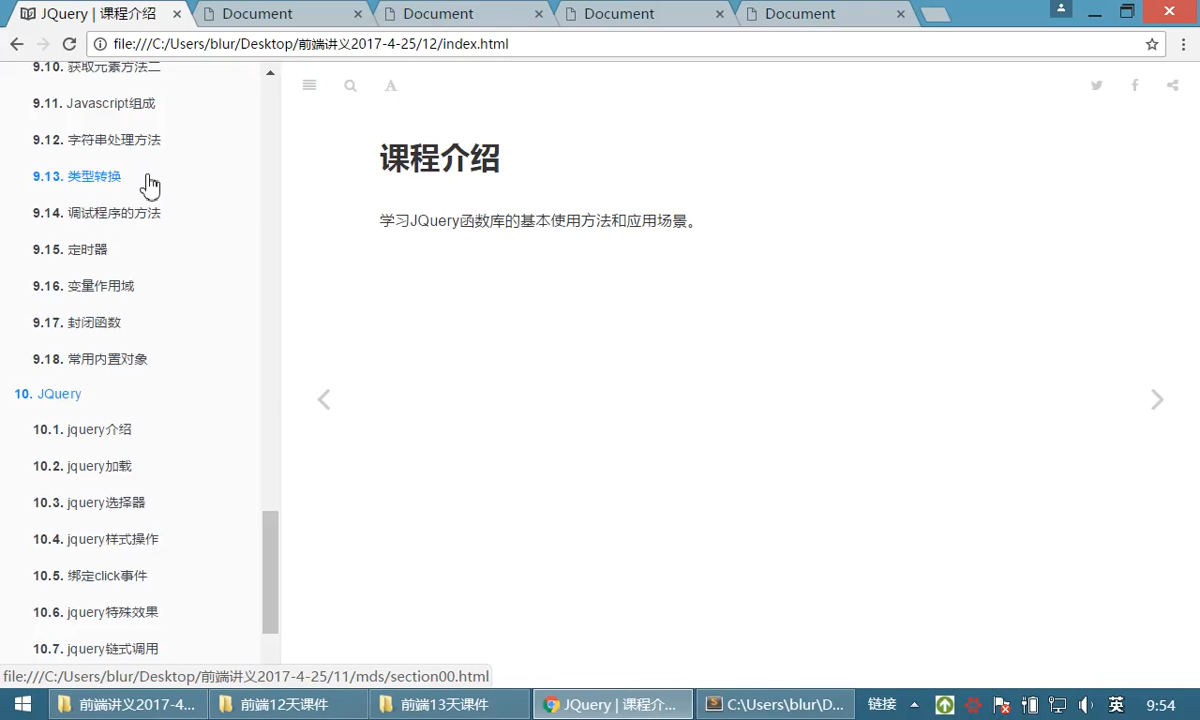 JQuery | 课程介绍
Document
Document
Document
Document
file:///C:/Users/blur/Desktop/前端讲义2017-4-25/12/index.html
9.10. 获取元素方法二
9.11. Javascript组成
9.12. 字符串处理方法
9.13. 类型转换
9.14. 调试程序的方法
9.15. 定时器
9.16. 变量作用域
9.17. 封闭函数
9.18. 常用内置对象
10. JQuery
10.1. jquery介绍
10.2. jquery加载
10.3. jquery选择器
10.4. jquery样式操作
10.5. 绑定click事件
10.6. jquery特殊效果
10.7. jquery链式调用
A
课程介绍
学习JQuery函数库的基本使用方法和应用场景。
file:///C:/Users/blur/Desktop/前端讲义2017-4-25/11/mds/section00.html
前端讲义2017-4...
前端12天课件
前端13天课件
JQuery | 课程介...
C:\Users\blur\D...
链接
英
9:54